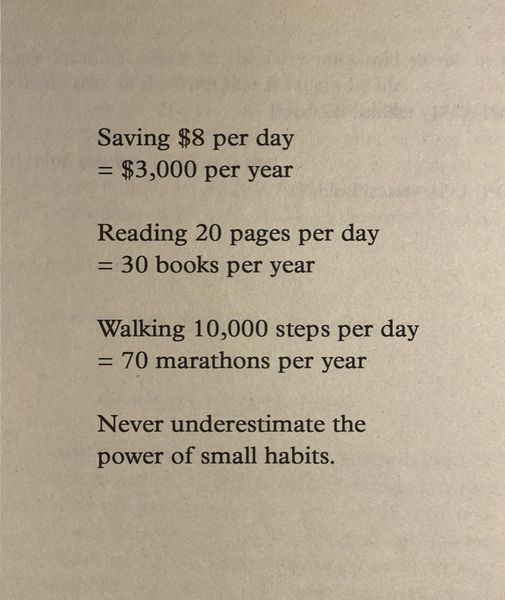 Saving $8 per day
= $3,000 per year
Reading 20 pages per day
= 30 books per year
Walking 10,000 steps per day
= 70 marathons per year
Never underestimate the
power of small habits.